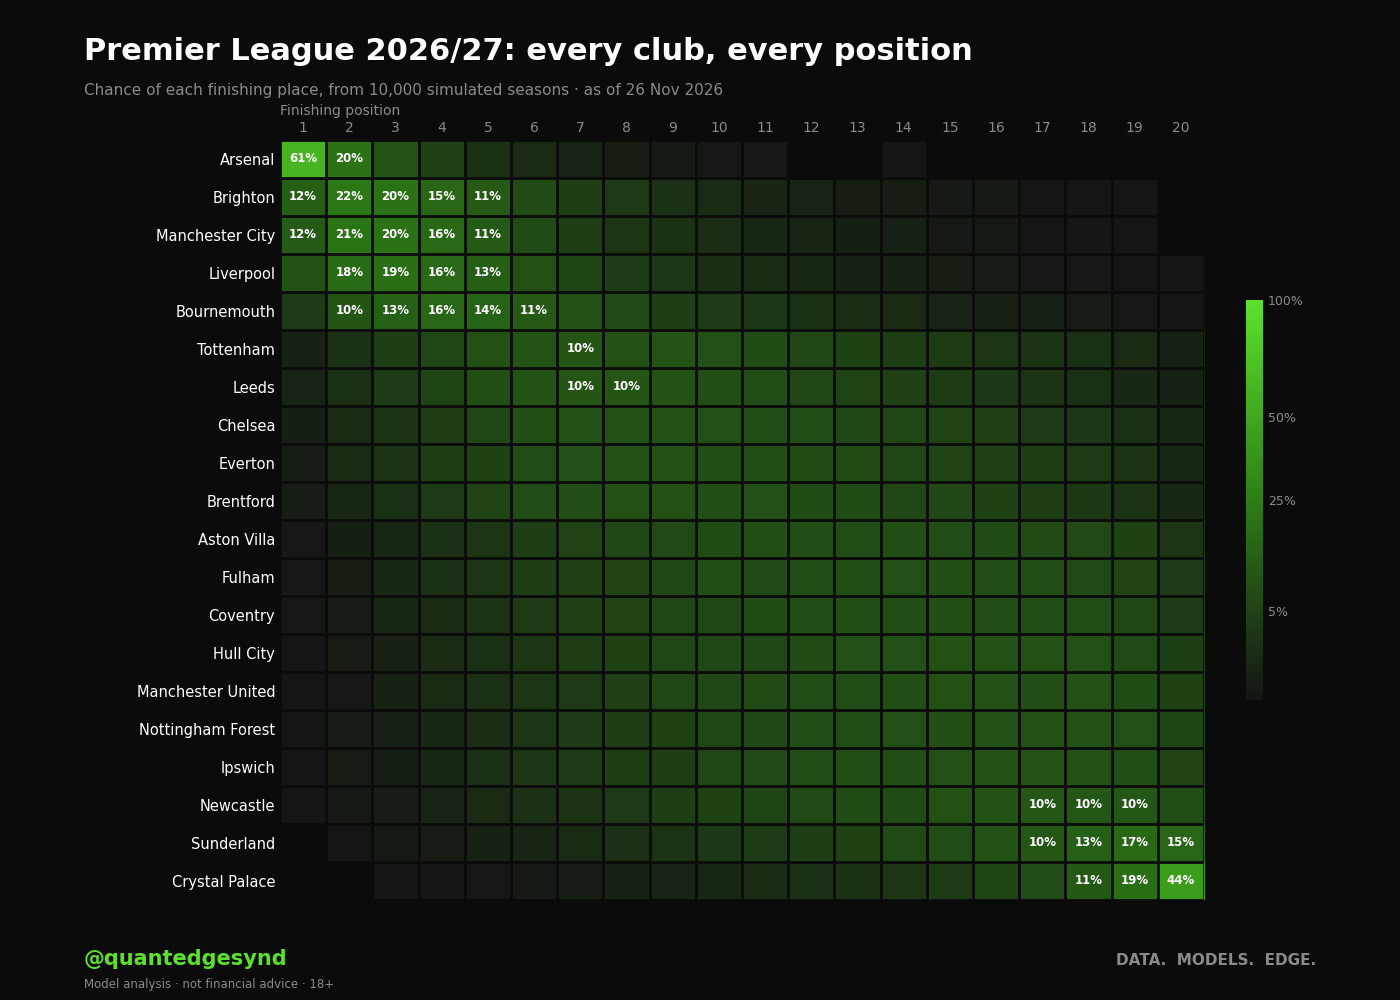 Premier League 2026/27: every club, every position
Chance of each finishing place, from 10,000 simulated seasons · as of 26 Nov 2026
Finishing position
1 2 3 4 5 6 7 8 9 10 11 12 13 14 15 16 17 18 19 20
Arsenal 61% 20%
Brighton 12% 22% 20% 15% 11%
Manchester City 12% 21% 20% 16% 11%
Liverpool 18% 19% 16% 13%
Bournemouth 10% 13% 16% 14% 11%
Tottenham 10%
Leeds 10% 10%
Chelsea
Everton
Brentford
Aston Villa
Fulham
Coventry
Hull City
Manchester United
Nottingham Forest
Ipswich
Newcastle 10% 10% 10%
Sunderland 10% 13% 17% 15%
Crystal Palace 11% 19% 44%
100%
50%
25%
5%
@quantedgesynd
DATA. MODELS. EDGE.
Model analysis · not financial advice · 18+